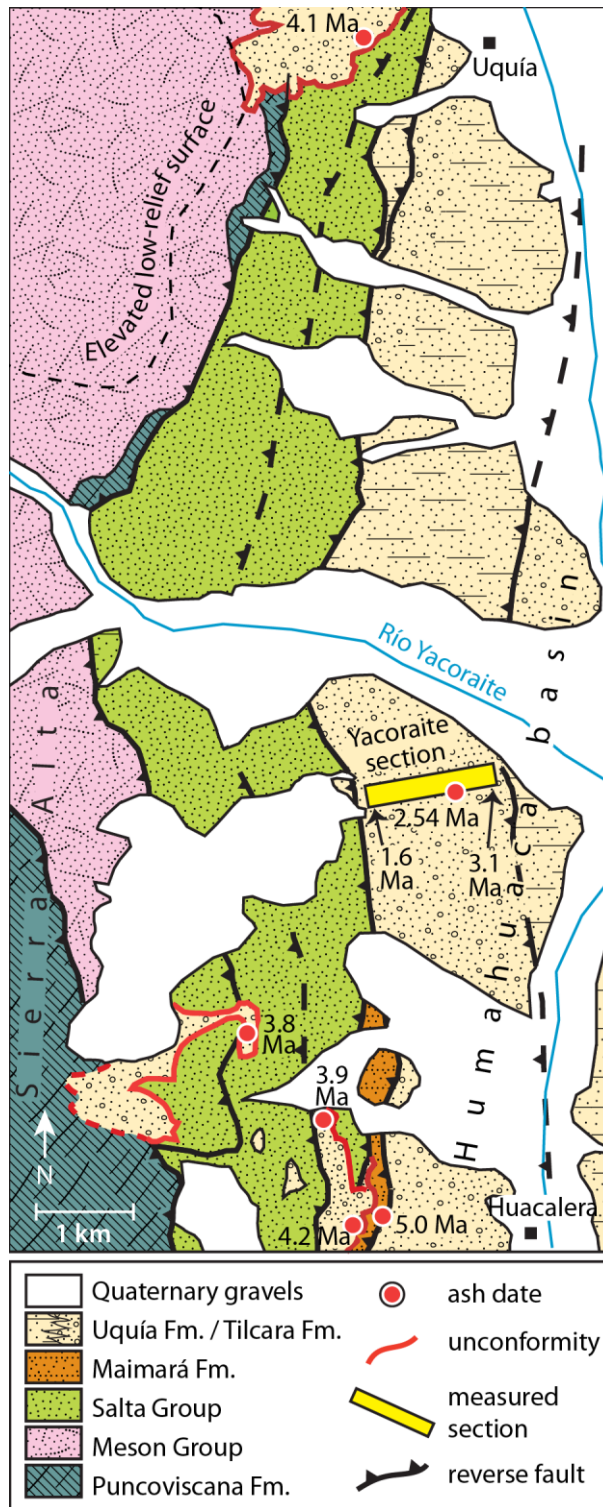 4.1 Ma
Uquía
Elevated low-relief surface
Río Yacoraite
Yacoraite
section
2.54 Ma
1.6
Ma
3.1
Ma
Sierra Alta
Humahuaca basin
3.8
Ma
3.9
Ma
N
1 km
4.2 Ma
5.0 Ma
Huacalera
Quaternary gravels
Uquía Fm. / Tilcara Fm.
Maimará Fm.
Salta Group
Meson Group
Puncoviscana Fm.
ash date
unconformity
measured
section
reverse fault